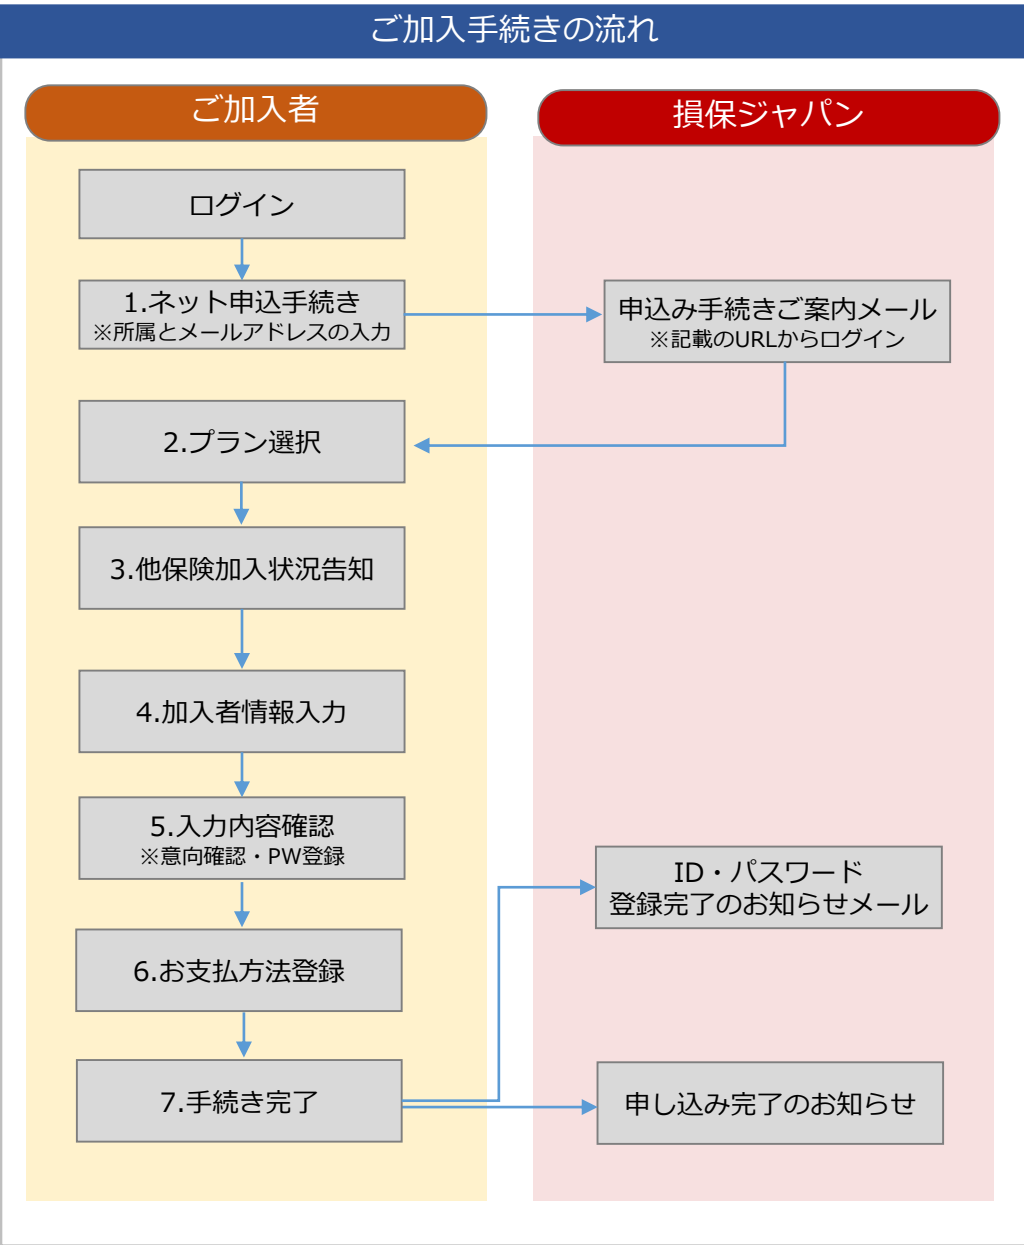 ご加入手続きの流れ
ご加入者
損保ジャパン
ログイン
1.ネット申込手続き
※所属とメールアドレスの入力
申込み手続きご案内メール
※記載のURLからログイン
2.プラン選択
3.他保険加入状況告知
4.加入者情報入力
5.入力内容確認
※意向確認・PW登録
ID・パスワード
登録完了のお知らせメール
6.お支払方法登録
7.手続き完了
申し込み完了のお知らせ